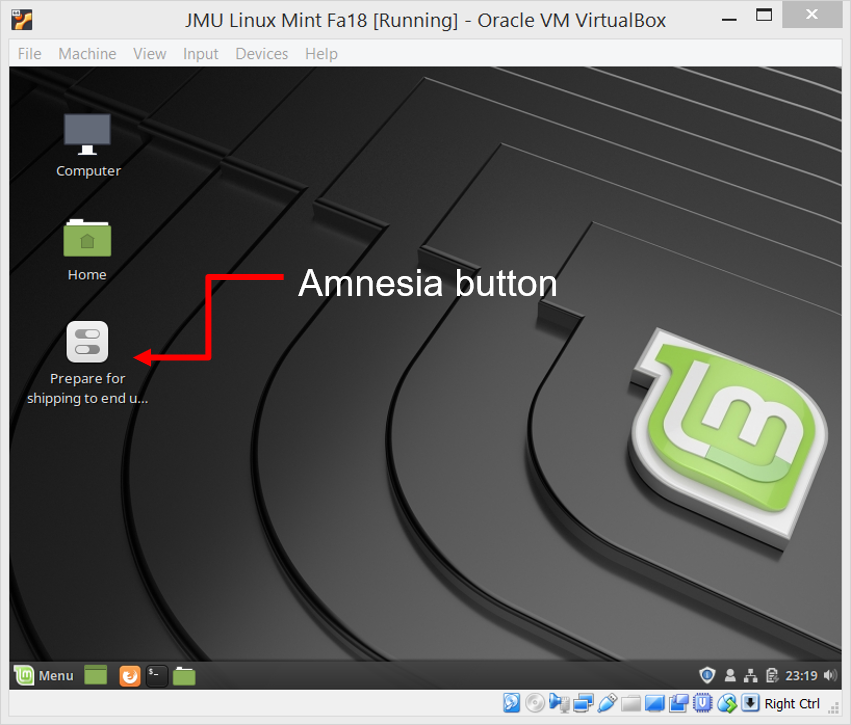 JMU Linux Mint Fa18 [Running] - Oracle VM VirtualBox
File Machine View Input Devices Help
Computer
Home
Amnesia button
Prepare for
shipping to end u...
lm
Menu
$-
23:19
Right Ctrl